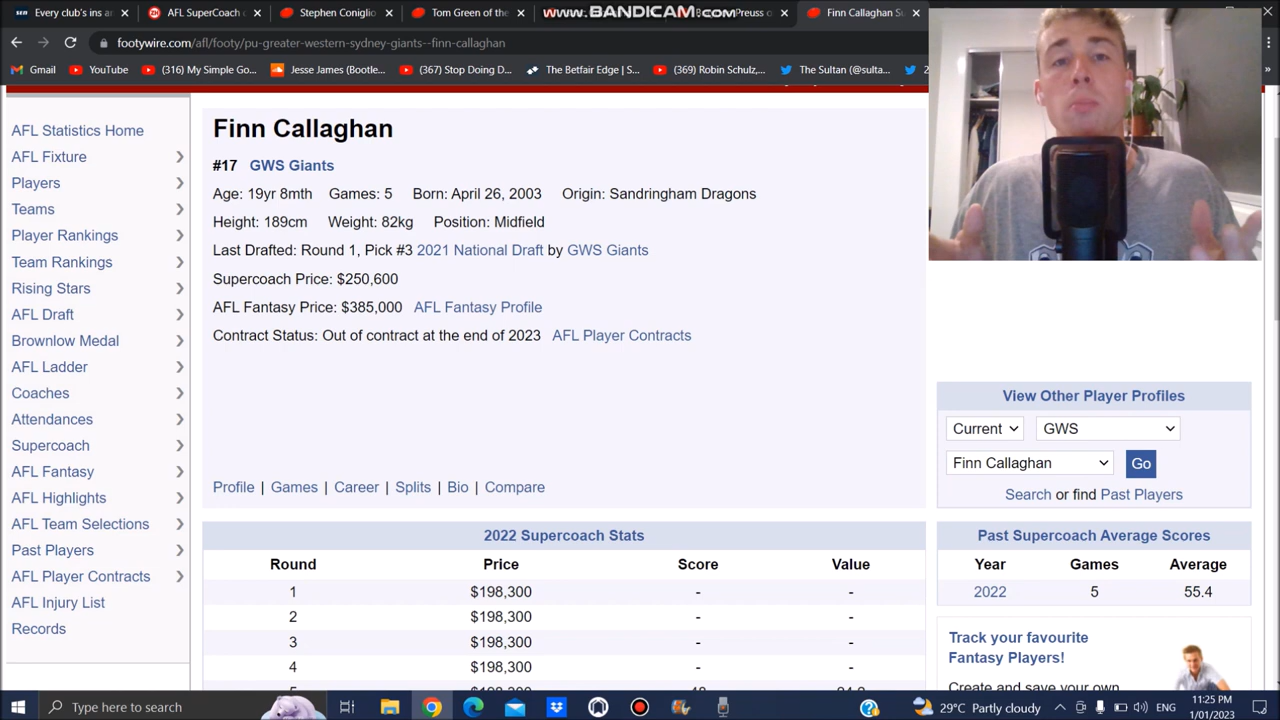 Every club's ins an
AFL SuperCoach
Stephen Coniglio
Tom Green of the
WWW.BANDICAM.COM
Preuss o
Finn Callaghan Su
footywire.com/afl/footy/pu-greater-western-sydney-giants--finn-callaghan
Gmail
YouTube
(316) My Simple Go...
Jesse James (Bootle...
(367) Stop Doing D...
The Betfair Edge | S...
(369) Robin Schulz,...
The Sultan (@sulta...
AFL Statistics Home
AFL Fixture
Players
Teams
Player Rankings
Team Rankings
Rising Stars
AFL Draft
Brownlow Medal
AFL Ladder
Coaches
Attendances
Supercoach
AFL Fantasy
AFL Highlights
AFL Team Selections
Past Players
AFL Player Contracts
AFL Injury List
Records
Finn Callaghan
#17 GWS Giants
Age: 19yr 8mth Games: 5 Born: April 26, 2003 Origin: Sandringham Dragons
Height: 189cm Weight: 82kg Position: Midfield
Last Drafted: Round 1, Pick #3 2021 National Draft by GWS Giants
Supercoach Price: $250,600
AFL Fantasy Price: $385,000 AFL Fantasy Profile
Contract Status: Out of contract at the end of 2023 AFL Player Contracts
Profile | Games | Career | Splits | Bio | Compare
2022 Supercoach Stats
Round Price Score Value
1 $198,300 - -
2 $198,300 - -
3 $198,300 - -
4 $198,300 - -
View Other Player Profiles
Current GWS
Finn Callaghan Go
Search or find Past Players
Past Supercoach Average Scores
Year Games Average
2022 5 55.4
Track your favourite
Fantasy Players!
Create and save your own
Type here to search
29°C Partly cloudy
ENG
11:25 PM
1/01/2023